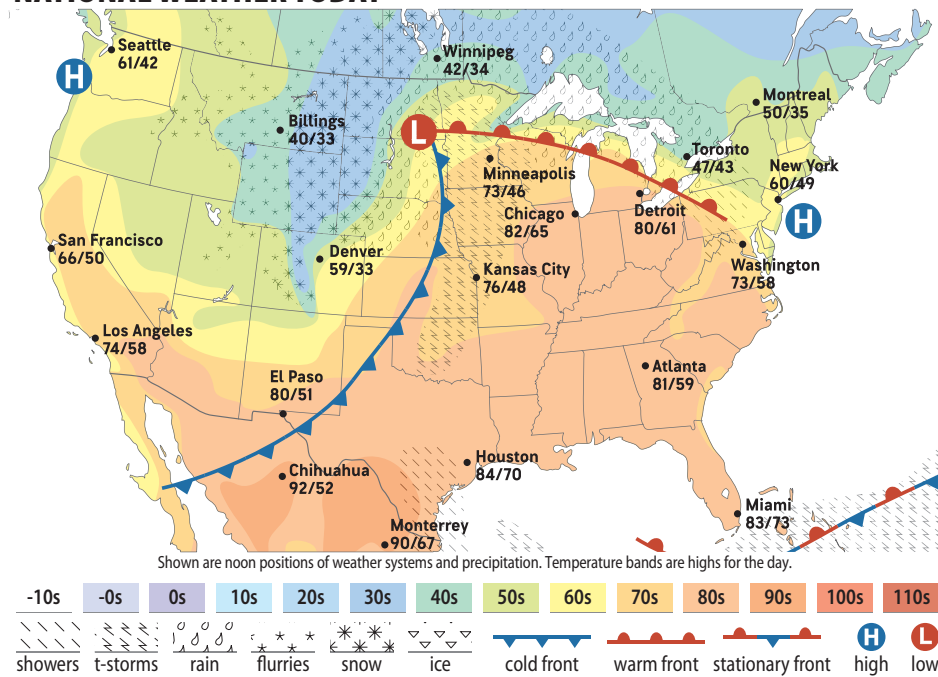 NATIONAL WEATHER TODAY
Seattle
61/42
H
Winnipeg
42/34
Billings
40/33
L
Montreal
50/35
Toronto
47/43
New York
60/49
H
Minneapolis
73/46
Chicago
82/65
Detroit
80/61
San Francisco
66/50
Denver
59/33
Kansas City
76/48
Washington
73/58
Los Angeles
74/58
El Paso
80/51
Atlanta
81/59
Chihuahua
92/52
Houston
84/70
Miami
83/73
Monterrey
90/67
Shown are noon positions of weather systems and precipitation. Temperature bands are highs for the day.
-10s -0s 0s 10s 20s 30s 40s 50s 60s 70s 80s 90s 100s 110s
H L
showers t-storms rain flurries snow ice cold front warm front stationary front high low